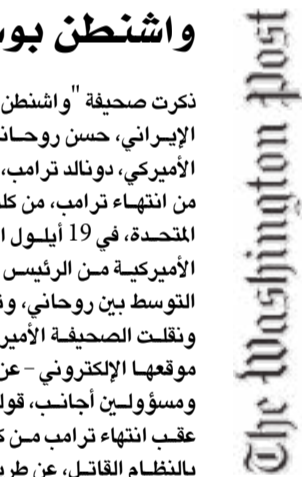 واشنطن بوس
ذكرت صحيفة "واشنطن
الإيراني، حسن روحاني
الأميركي، دونالد ترامب،
من انتهاء ترامب، من كل
المتحدة، في 19 أيلول ا
الأميركية من الرئيس
التوسط بين روحاني، ون
ونقلت الصحيفة الأمير
موقعها الإلكتروني – عن
ومسؤولين أجانب، قول
عقب انتهاء ترامب من ك
بالنظام القاتل، عن طر
The Washington Post